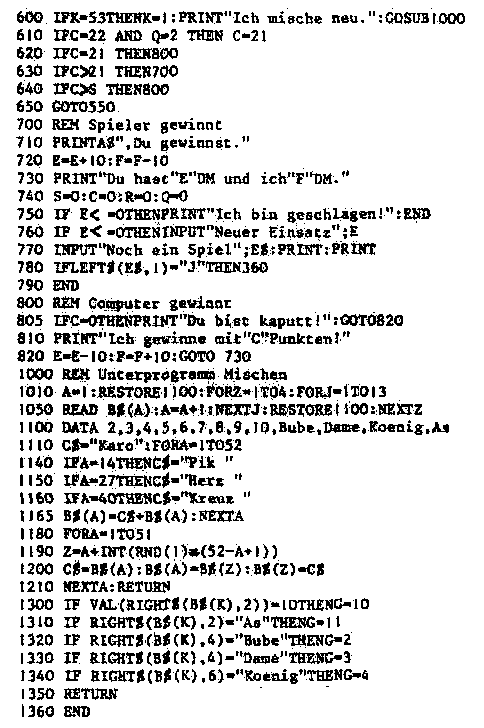 600 IFK=53THENK=1:PRINT"Ich mische neu.":GOSUB1000
610 IFC=22 AND Q=2 THEN C=21
620 IFC=21 THEN800
630 IFC>21 THEN700
640 IFC>S THEN800
650 GOTO550
700 REM Spieler gewinnt
710 PRINTA$",Du gewinnst."
720 E=E+10:F=F-10
730 PRINT"Du hast"E"DM und ich"F"DM."
740 S=0:C=0:R=0:Q=0
750 IF E< =0THENPRINT"Ich bin geschlagen!":END
760 IF E< =0THENINPUT"Neuer Einsatz";E
770 INPUT"Noch ein Spiel";E$:PRINT:PRINT
780 IFLEFT$(E$,1)="J"THEN360
790 END
800 REM Computer gewinnt
805 IFC=0THENPRINT"Du bist kaputt!":GOTO820
810 PRINT"Ich gewinne mit"C"Punkten!"
820 E=E-10:F=F+10:GOTO 730
1000 REM Unterprogramm Mischen
1010 A=1:RESTORE1100:FORZ=1TO4:FORJ=1TO13
1050 READ B$(A):A=A+1:NEXTJ:RESTORE1100:NEXTZ
1100 DATA 2,3,4,5,6,7,8,9,10,Bube,Dame,Koenig,As
1110 C$="Karo":FORA=1TO52
1140 IFA=14THENC$="Pik "
1150 IFA=27THENC$="Herz "
1160 IFA=40THENC$="Kreuz "
1165 B$(A)=C$+B$(A):NEXTA
1180 FORA=1TO51
1190 Z=A+INT(RND(1)*(52-A+1))
1200 C$=B$(A):B$(A)=B$(Z):B$(Z)=C$
1210 NEXTA:RETURN
1300 IF VAL(RIGHT$(B$(K),2))=10THENG=10
1310 IF RIGHT$(B$(K),2)="As"THENG=11
1320 IF RIGHT$(B$(K),4)="Bube"THENG=2
1330 IF RIGHT$(B$(K),4)="Dame"THENG=3
1340 IF RIGHT$(B$(K),6)="Koenig"THENG=4
1350 RETURN
1360 END